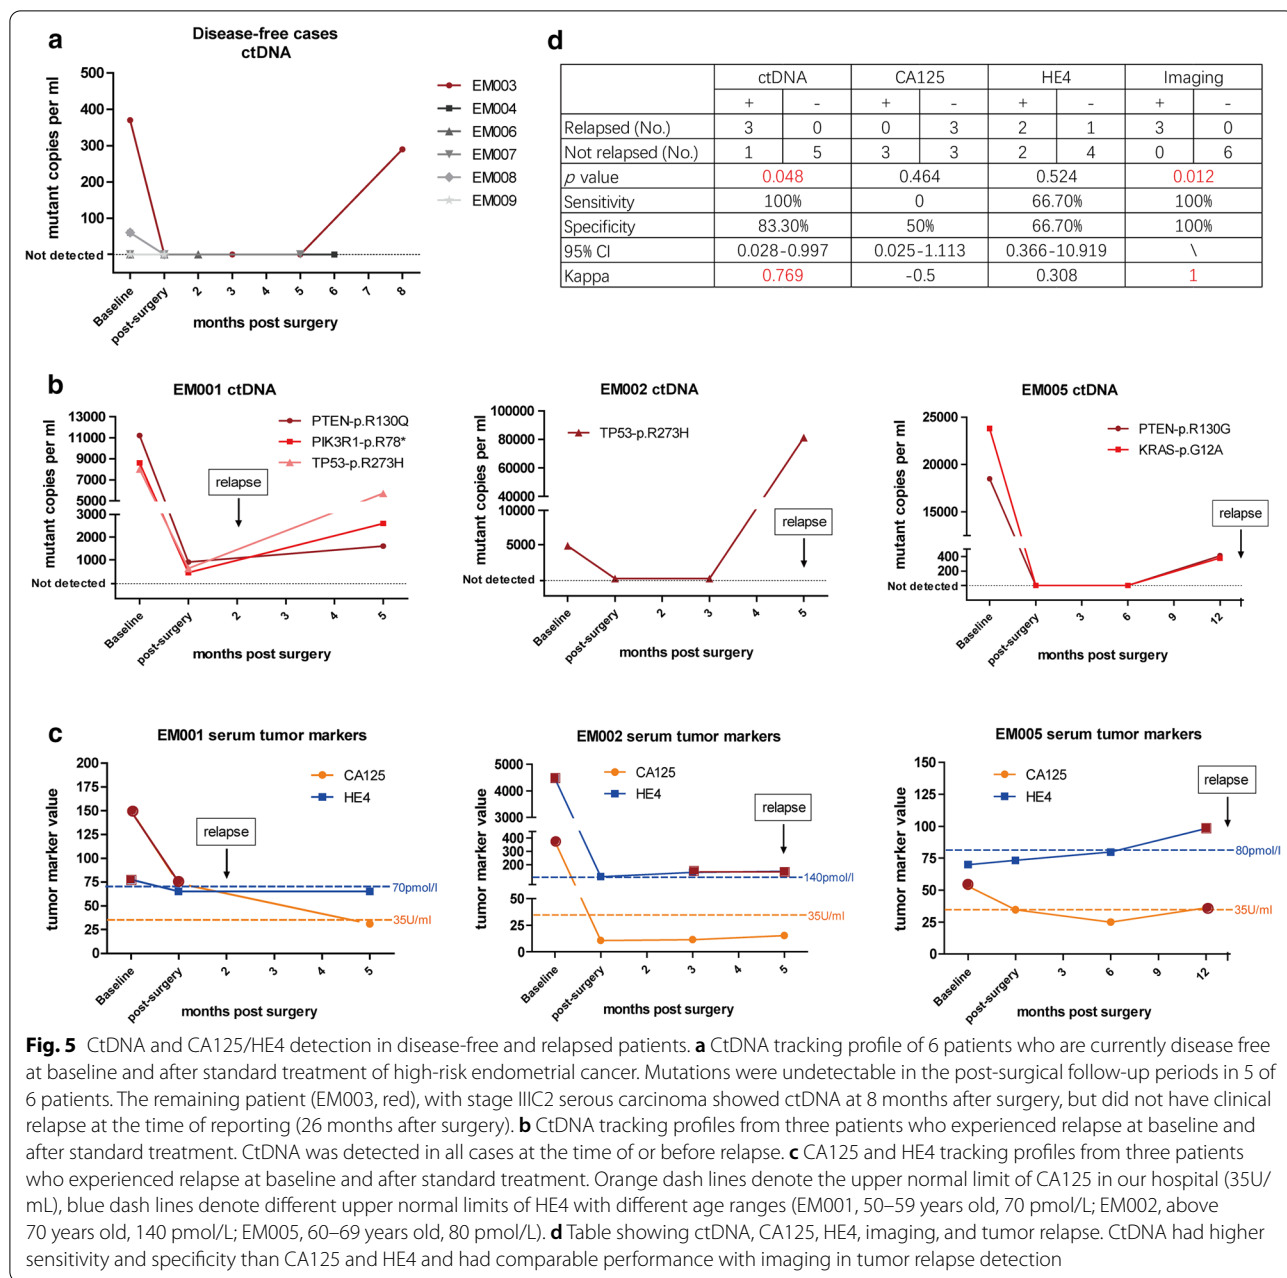 a
Disease-free cases
ctDNA
mutant copies per ml
500
400
300
200
100
Not detected
Baseline
post-surgery
2
3
4
5
6
7
8
months post surgery
EM003
EM004
EM006
EM007
EM008
EM009
d
ctDNA CA125 HE4 Imaging
+ - + - + - + -
Relapsed (No.) 3 0 0 3 2 1 3 0
Not relapsed (No.) 1 5 3 3 2 4 0 6
p value 0.048 0.464 0.524 0.012
Sensitivity 100% 0 66.70% 100%
Specificity 83.30% 50% 66.70% 100%
95% CI 0.028-0.997 0.025-1.113 0.366-10.919 \
Kappa 0.769 -0.5 0.308 1
b
EM001 ctDNA
mutant copies per ml
13000
11000
9000
7000
5000
3000
2000
1000
Not detected
PTEN-p.R130Q
PIK3R1-p.R78*
TP53-p.R273H
relapse
Baseline
post-surgery
2
3
4
5
months post surgery
EM002 ctDNA
mutant copies per ml
100000
80000
60000
40000
10000
5000
Not detected
TP53-p.R273H
relapse
Baseline
post-surgery
2
3
4
5
months post surgery
EM005 ctDNA
mutant copies per ml
25000
20000
15000
400
200
Not detected
PTEN-p.R130G
KRAS-p.G12A
relapse
Baseline
post-surgery
3
6
9
12
months post surgery
c
EM001 serum tumor markers
tumor marker value
200
175
150
125
100
75
50
25
0
CA125
HE4
relapse
70pmol/l
35U/ml
Baseline
post-surgery
2
3
4
5
months post surgery
EM002 serum tumor markers
tumor marker value
5000
4000
3000
400
200
50
25
0
CA125
HE4
relapse
140pmol/l
35U/ml
Baseline
post-surgery
2
3
4
5
months post surgery
EM005 serum tumor markers
tumor marker value
150
125
100
75
50
25
0
CA125
HE4
relapse
80pmol/l
35U/ml
Baseline
post-surgery
3
6
9
12
months post surgery
Fig. 5 CtDNA and CA125/HE4 detection in disease-free and relapsed patients. a CtDNA tracking profile of 6 patients who are currently disease free
at baseline and after standard treatment of high-risk endometrial cancer. Mutations were undetectable in the post-surgical follow-up periods in 5 of
6 patients. The remaining patient (EM003, red), with stage IIIC2 serous carcinoma showed ctDNA at 8 months after surgery, but did not have clinical
relapse at the time of reporting (26 months after surgery). b CtDNA tracking profiles from three patients who experienced relapse at baseline and
after standard treatment. CtDNA was detected in all cases at the time of or before relapse. c CA125 and HE4 tracking profiles from three patients
who experienced relapse at baseline and after standard treatment. Orange dash lines denote the upper normal limit of CA125 in our hospital (35U/
mL), blue dash lines denote different upper normal limits of HE4 with different age ranges (EM001, 50–59 years old, 70 pmol/L; EM002, above
70 years old, 140 pmol/L; EM005, 60–69 years old, 80 pmol/L). d Table showing ctDNA, CA125, HE4, imaging, and tumor relapse. CtDNA had higher
sensitivity and specificity than CA125 and HE4 and had comparable performance with imaging in tumor relapse detection